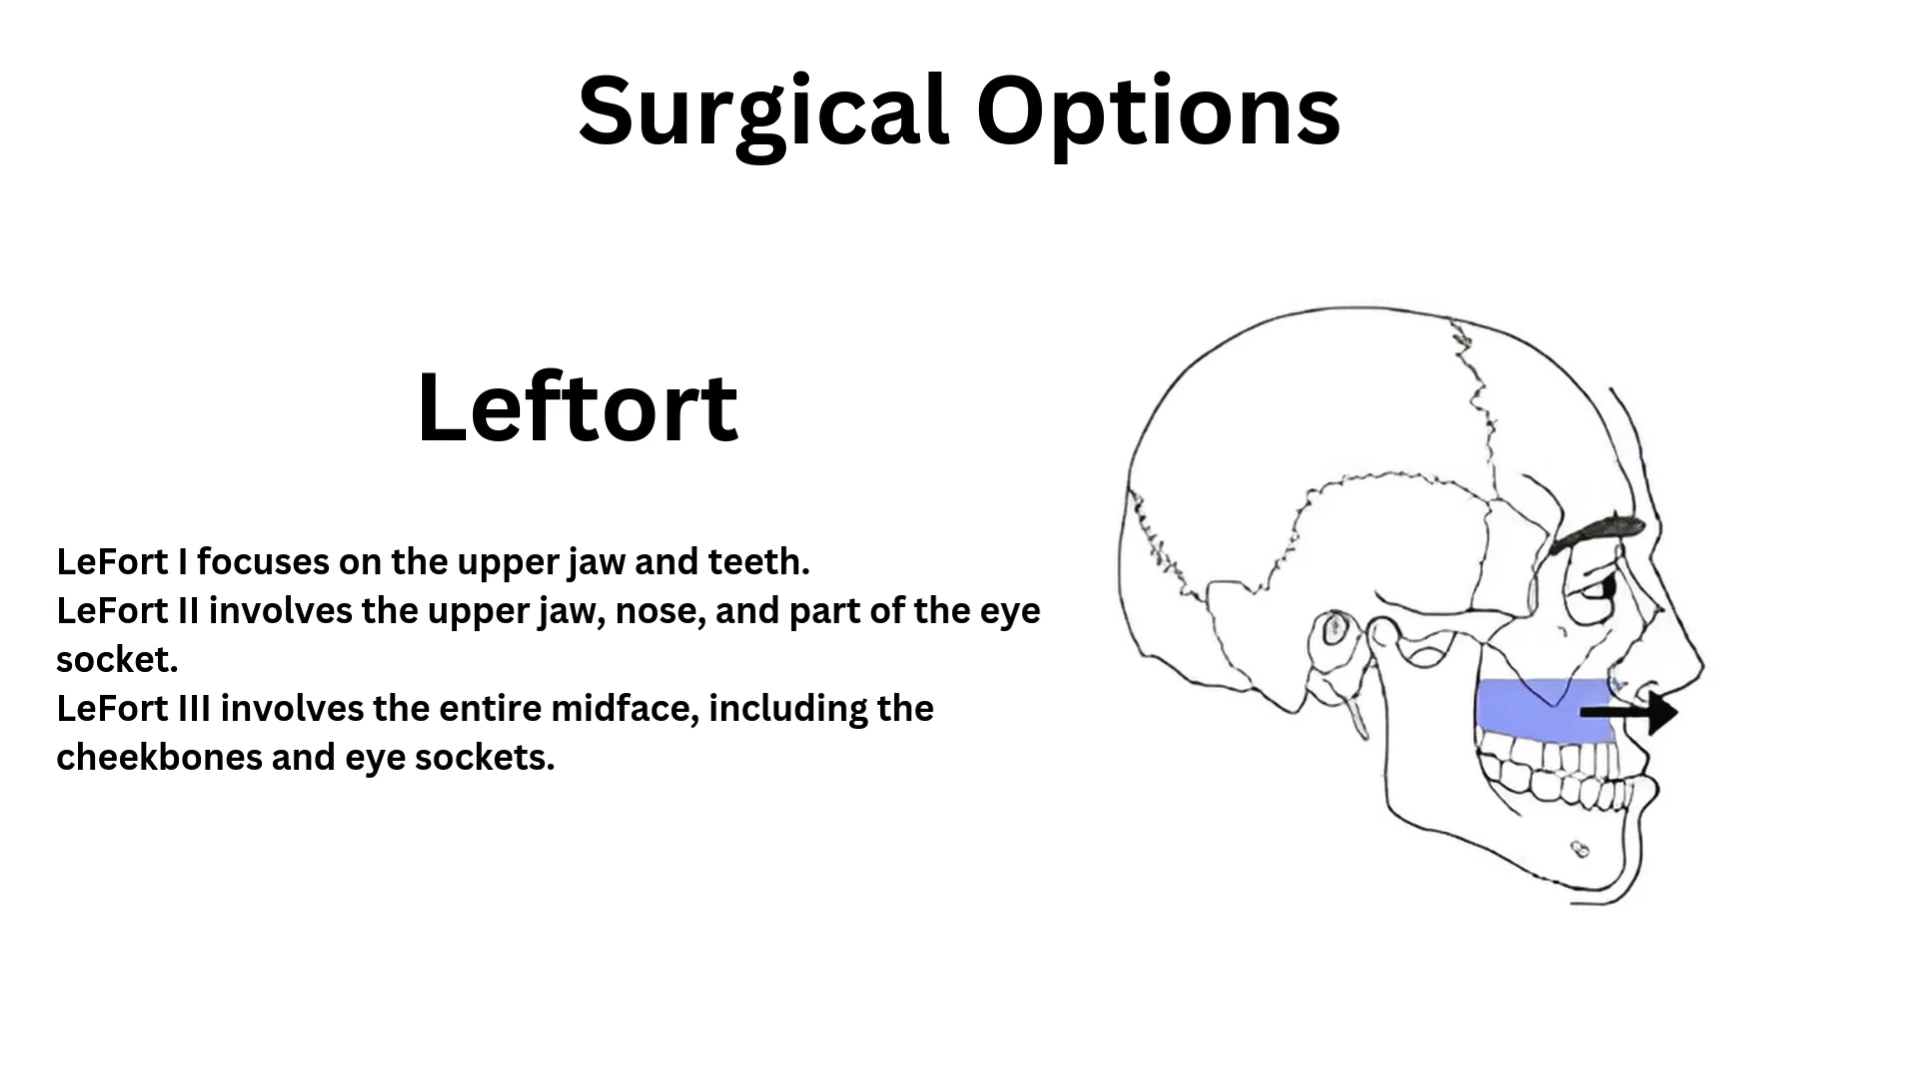 Surgical Options
Leftort
LeFort I focuses on the upper jaw and teeth.
LeFort II involves the upper jaw, nose, and part of the eye
socket.
LeFort III involves the entire midface, including the
cheekbones and eye sockets.